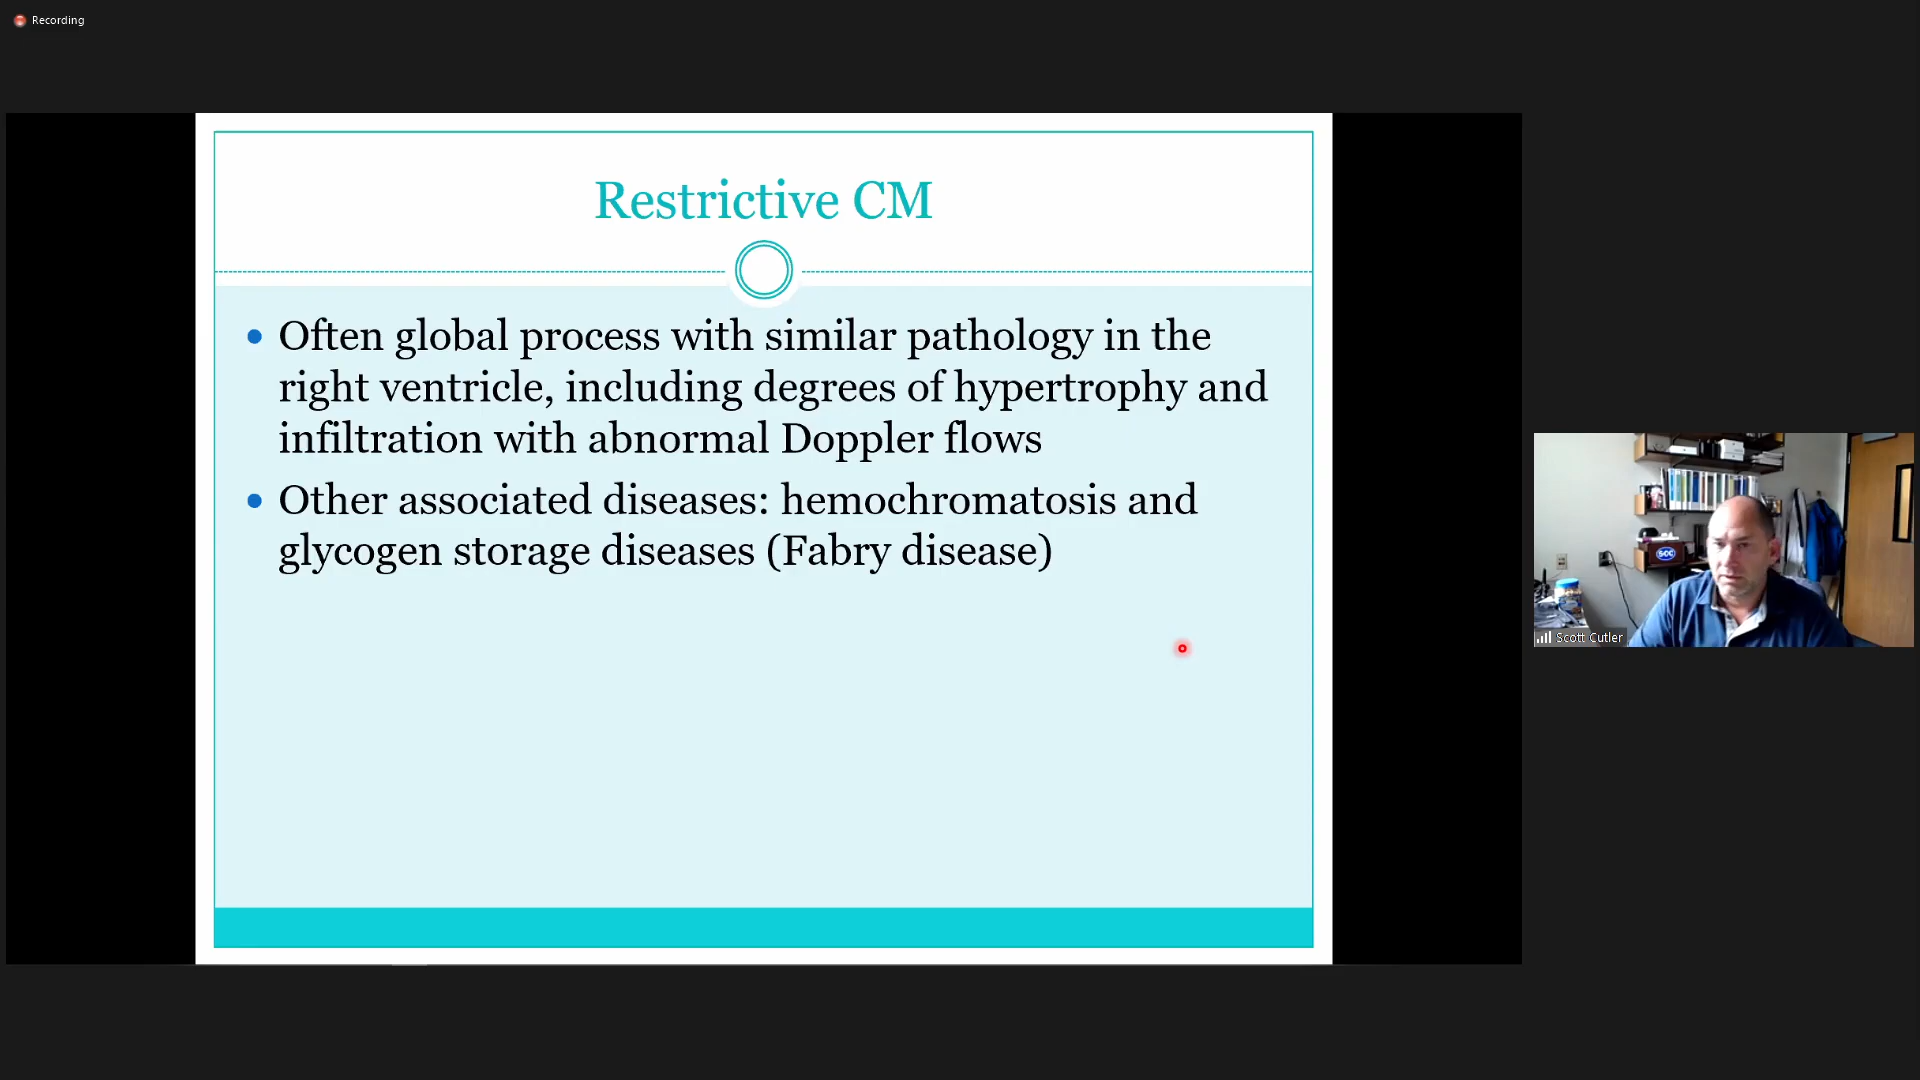 Recording
Restrictive CM
Often global process with similar pathology in the
right ventricle, including degrees of hypertrophy and
infiltration with abnormal Doppler flows
Other associated diseases: hemochromatosis and
glycogen storage diseases (Fabry disease)
SCC
Scott Cutler